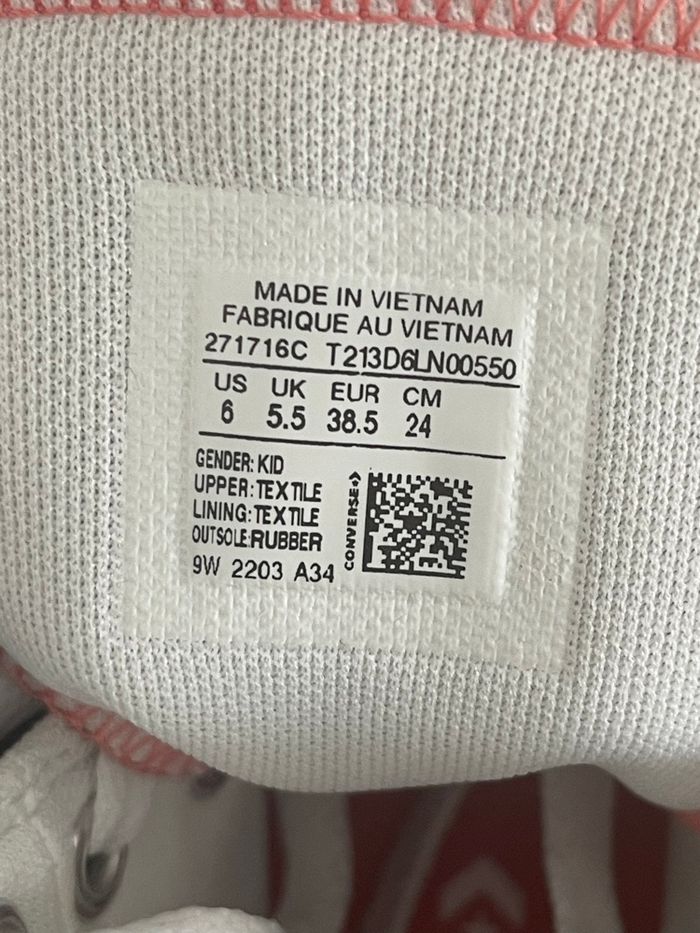 MADE IN VIETNAM
FABRIQUE AU VIETNAM
271716C T213D6LN00550
US UK EUR CM
6 5.5 38.5 24
GENDER: KID
UPPER: TEXTILE
LINING: TEXTILE
OUTSOLE:RUBBER
9W 2203 A34
CONVERSE